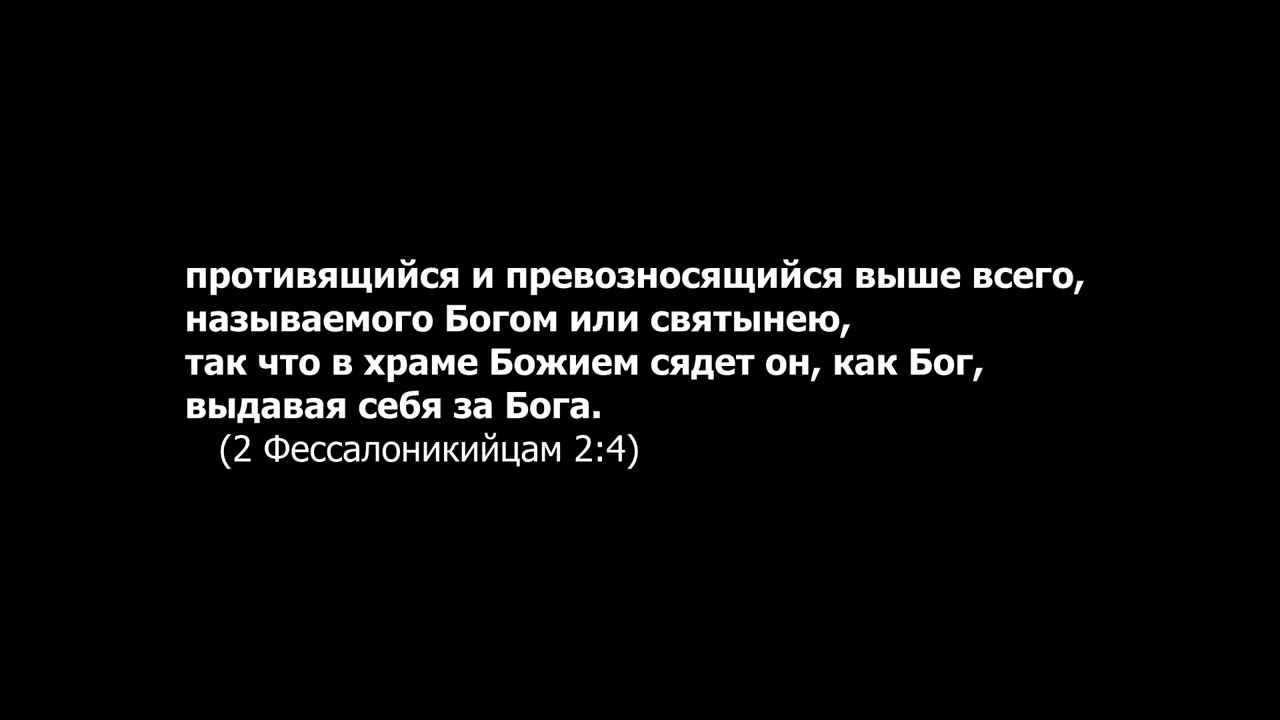 противящийся и превозносящийся выше всего,
называемого Богом или святынею,
так что в храме Божием сядет он, как Бог,
выдавая себя за Бога.
(2 Фессалоникийцам 2:4)